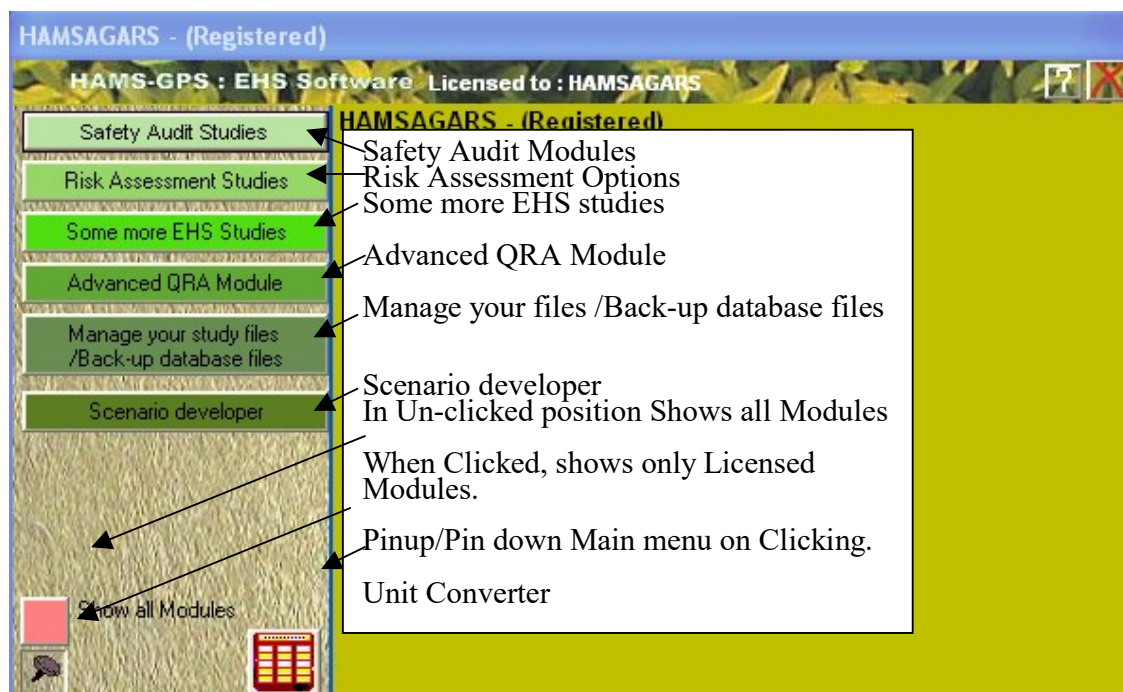 HAMSAGARS - (Registered)
HAMS-GPS : EHS Software Licensed to : HAMSAGARS
?
X
Safety Audit Studies
Risk Assessment Studies
Some more EHS Studies
Advanced QRA Module
Manage your study files
/Back-up database files
Scenario developer
Show all Modules
HAMSAGARS - (Registered)
Safety Audit Modules
Risk Assessment Options
Some more EHS studies
Advanced QRA Module
Manage your files /Back-up database files
Scenario developer
In Un-clicked position Shows all Modules
When Clicked, shows only Licensed
Modules.
Pinup/Pin down Main menu on Clicking.
Unit Converter